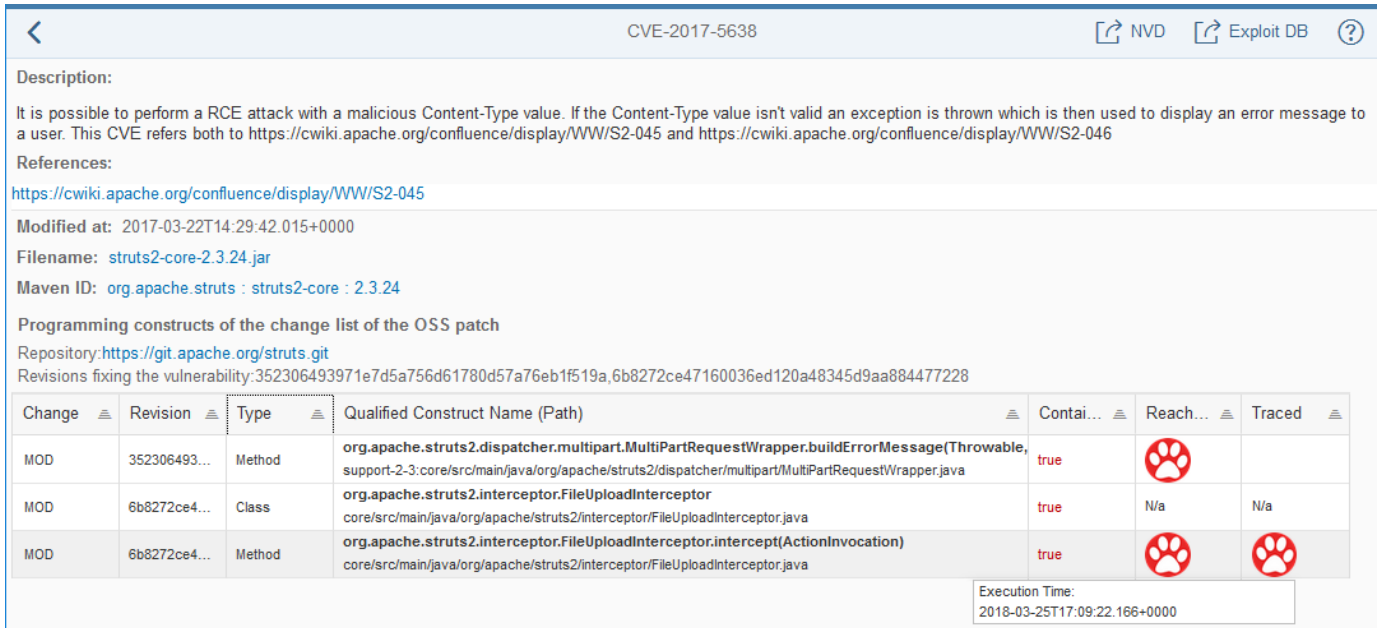 CVE-2017-5638
NVD
Exploit DB
?
Description:
It is possible to perform a RCE attack with a malicious Content-Type value. If the Content-Type value isn't valid an exception is thrown which is then used to display an error message to
a user. This CVE refers both to https://cwiki.apache.org/confluence/display/WW/S2-045 and https://cwiki.apache.org/confluence/display/WW/S2-046
References:
https://cwiki.apache.org/confluence/display/WW/S2-045
Modified at: 2017-03-22T14:29:42.015+0000
Filename: struts2-core-2.3.24.jar
Maven ID: org.apache.struts : struts2-core : 2.3.24
Programming constructs of the change list of the OSS patch
Repository:https://git.apache.org/struts.git
Revisions fixing the vulnerability:352306493971e7d5a756d61780d57a76eb1f519a,6b8272ce47160036ed120a48345d9aa884477228
Change Revision Type Qualified Construct Name (Path) Contai... Reach... Traced
org.apache.struts2.dispatcher.multipart.MultiPartRequestWrapper.buildErrorMessage(Throwable,
MOD 352306493... Method true
support-2-3:core/src/main/java/org/apache/struts2/dispatcher/multipart/MultiPartRequestWrapper.java
org.apache.struts2.interceptor.FileUploadInterceptor
MOD 6b8272ce4... Class true N/a N/a
core/src/main/java/org/apache/struts2/interceptor/FileUploadInterceptor.java
org.apache.struts2.interceptor.FileUploadInterceptor.intercept(ActionInvocation)
MOD 6b8272ce4... Method true
core/src/main/java/org/apache/struts2/interceptor/FileUploadInterceptor.java
Execution Time:
2018-03-25T17:09:22.166+0000